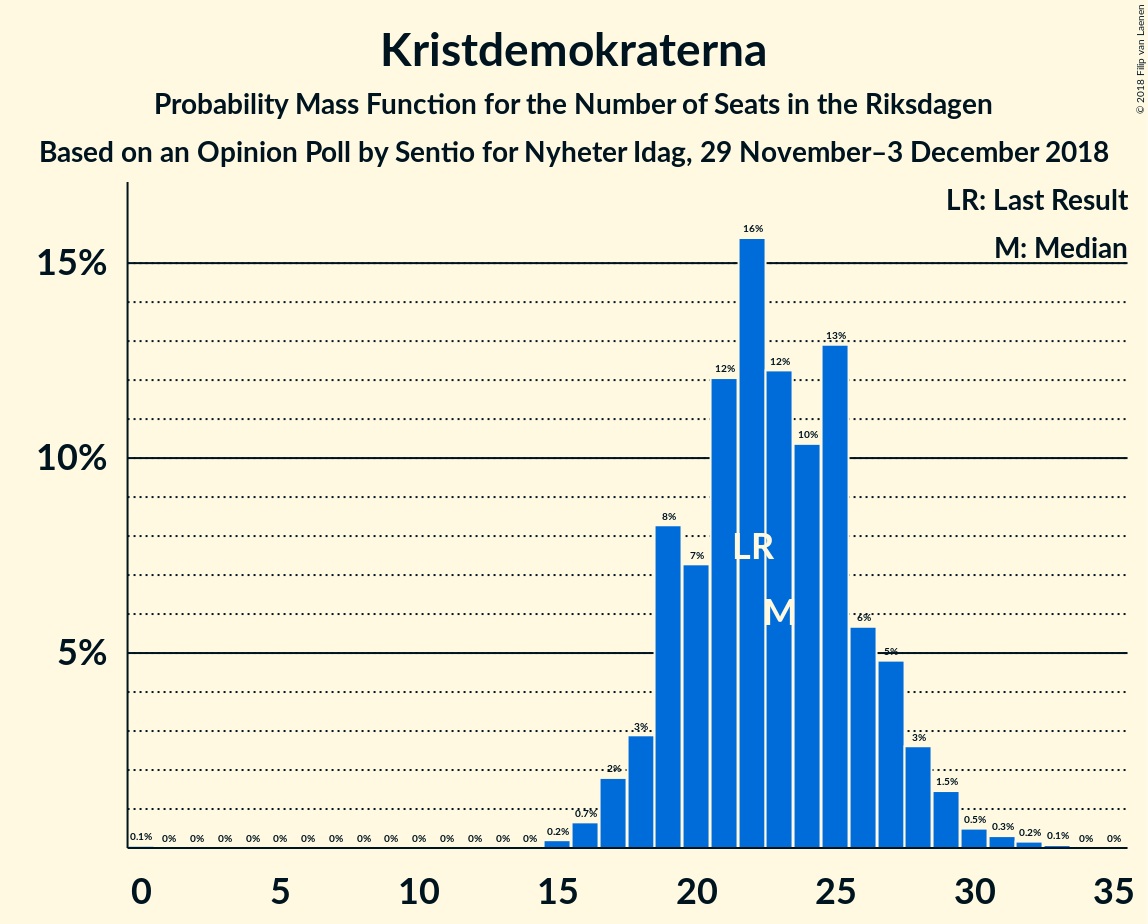 Kristdemokraterna
Probability Mass Function for the Number of Seats in the Riksdagen
Based on an Opinion Poll by Sentio for Nyheter Idag, 29 November–3 December 2018
© 2018 Filip van Laenen
LR: Last Result
M: Median
15%
10%
5%
0.1% 0% 0% 0% 0% 0% 0% 0% 0% 0% 0% 0% 0% 0% 0% 0.2% 0.7% 2% 3% 8% 7% 12% 16% 12% 10% 13% 6% 5% 3% 1.5% 0.5% 0.3% 0.2% 0.1% 0% 0%
LR
M
0 5 10 15 20 25 30 35